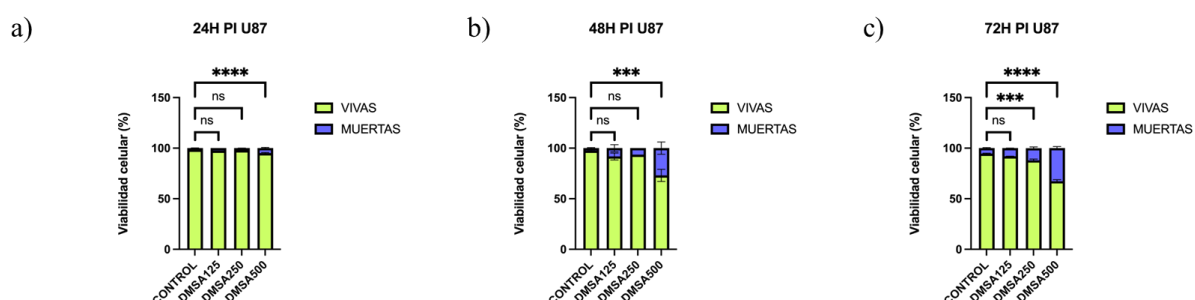 a)
24H PI U87
****
ns
ns
150
100
50
0
Viabilidad celular (%)
VIVAS
MUERTAS
CONTROL
DMSA125
DMSA250
DMSA500
b)
48H PI U87
***
ns
ns
150
100
50
0
Viabilidad celular (%)
VIVAS
MUERTAS
CONTROL
DMSA125
DMSA250
DMSA500
c)
72H PI U87
****
***
ns
150
100
50
0
Viabilidad celular (%)
VIVAS
MUERTAS
CONTROL
DMSA125
DMSA250
DMSA500